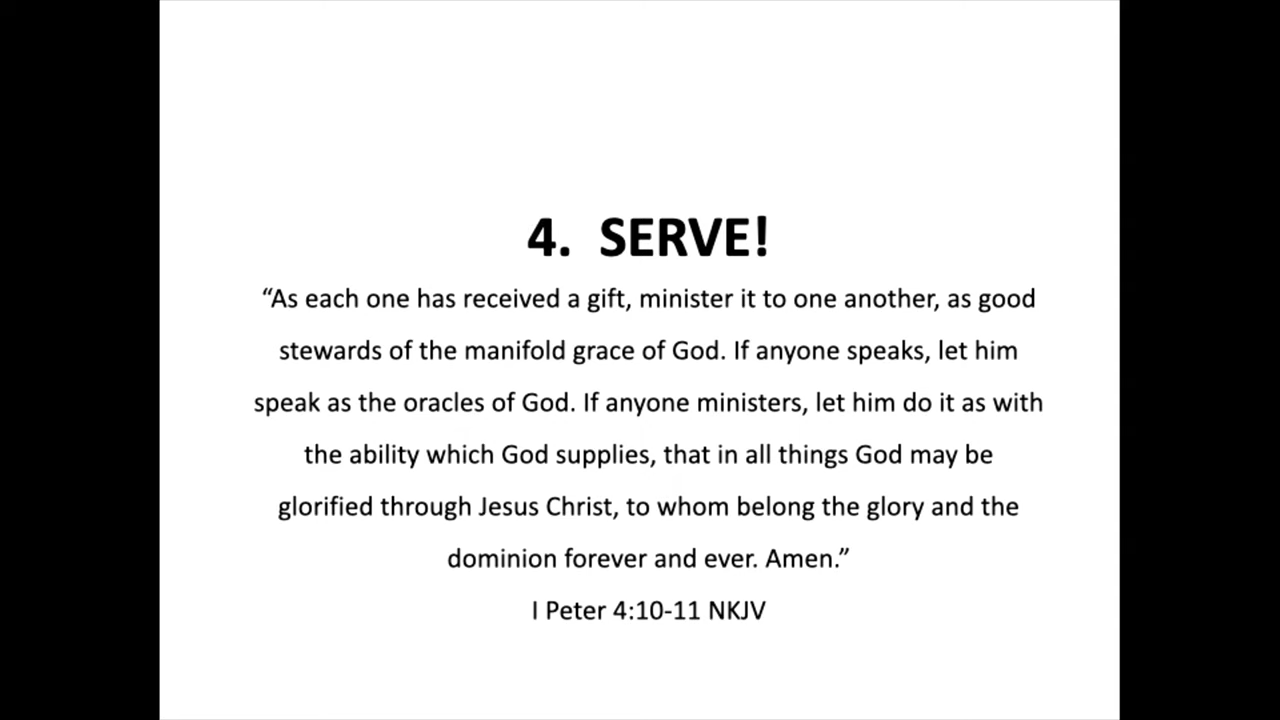 4.  SERVE!
“As each one has received a gift, minister it to one another, as good
stewards of the manifold grace of God. If anyone speaks, let him
speak as the oracles of God. If anyone ministers, let him do it as with
the ability which God supplies, that in all things God may be
glorified through Jesus Christ, to whom belong the glory and the
dominion forever and ever. Amen.”
I Peter 4:10-11 NKJV